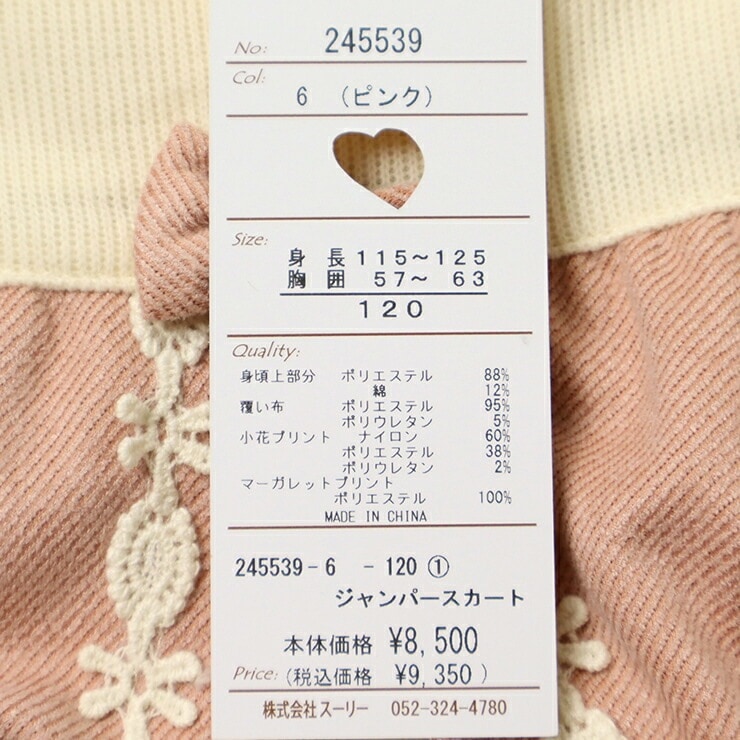 No: 245539
Col:
6 (ピンク)
Size:
身 長 115～125
胸 囲 57～ 63
120
Quality:
身頃上部分 ポリエステル 88%
綿 12%
覆い布 ポリエステル 95%
ポリウレタン 5%
小花プリント ナイロン 60%
ポリエステル 38%
ポリウレタン 2%
マーガレットプリント
ポリエステル 100%
MADE IN CHINA
245539-6 -120 ①
ジャンパースカート
本体価格 ¥8,500
Price: (税込価格 ¥9,350 )
株式会社 スーリー 052-324-4780